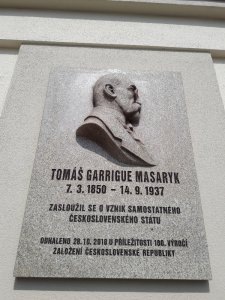 TOMÁŠ GARRIGUE MASARYK
7. 3. 1850 – 14. 9. 1937
ZASLOUŽIL SE O VZNIK SAMOSTATNÉHO
ČESKOSLOVENSKÉHO STÁTU
ODHALENO 28.10.2018 U PŘÍLEŽITOSTI 100. VÝROČÍ
ZALOŽENÍ ČESKOSLOVENSKÉ REPUBLIKY